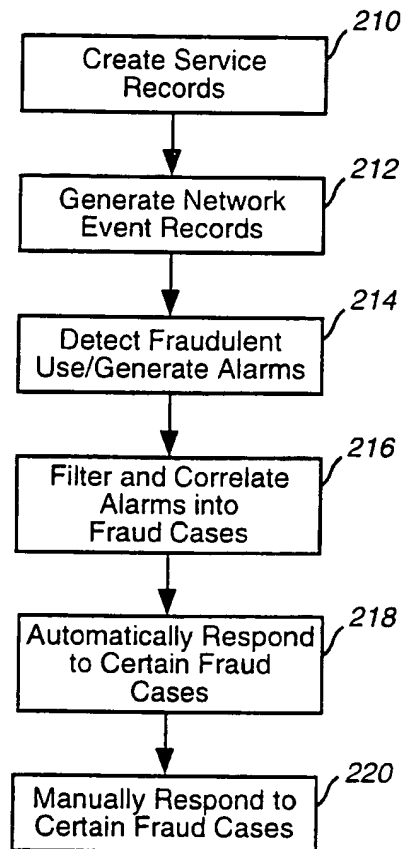 210
Create Service
Records
212
Generate Network
Event Records
214
Detect Fraudulent
Use/Generate Alarms
216
Filter and Correlate
Alarms into
Fraud Cases
218
Automatically Respond
to Certain Fraud
Cases
220
Manually Respond to
Certain Fraud Cases